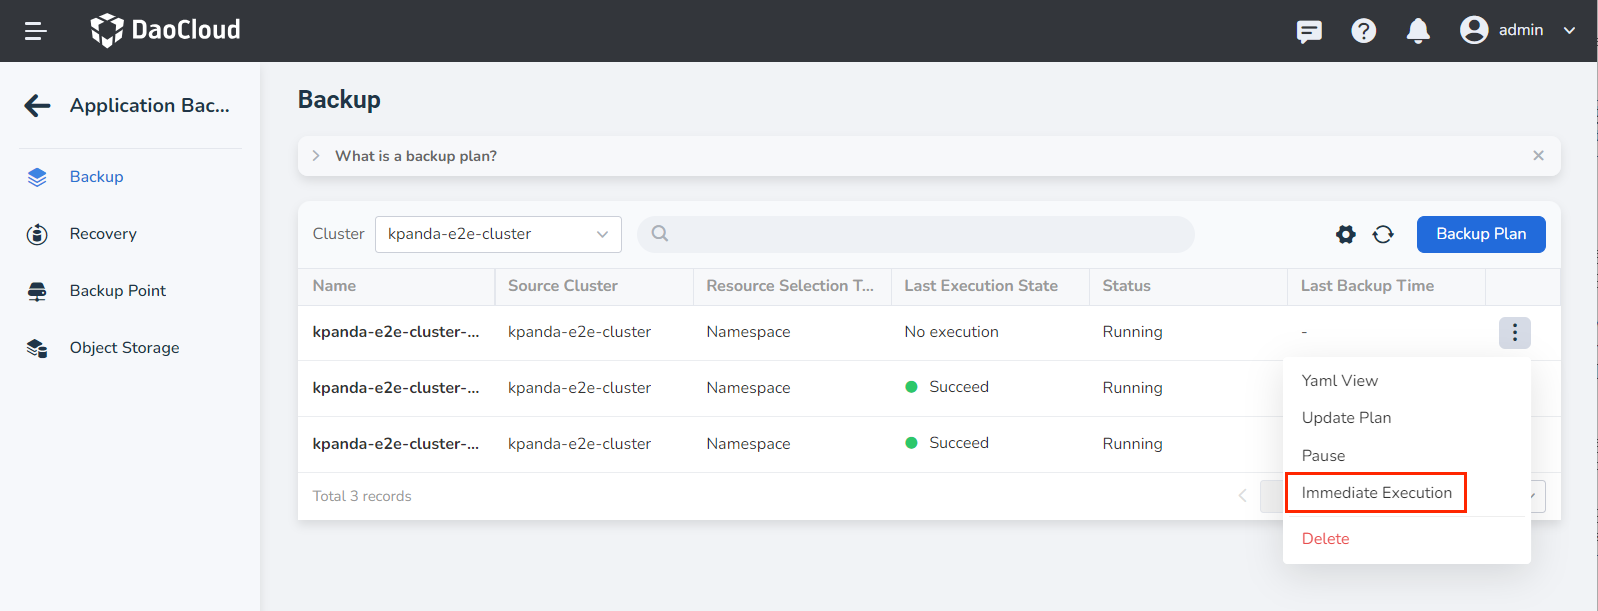 DaoCloud
admin
Application Bac...
Backup
Recovery
Backup Point
Object Storage
Backup
What is a backup plan?
Cluster kpanda-e2e-cluster Backup Plan
Name Source Cluster Resource Selection T... Last Execution State Status Last Backup Time
kpanda-e2e-cluster-... kpanda-e2e-cluster Namespace No execution Running -
kpanda-e2e-cluster-... kpanda-e2e-cluster Namespace Succeed Running
kpanda-e2e-cluster-... kpanda-e2e-cluster Namespace Succeed Running
Total 3 records
Yaml View
Update Plan
Pause
Immediate Execution
Delete